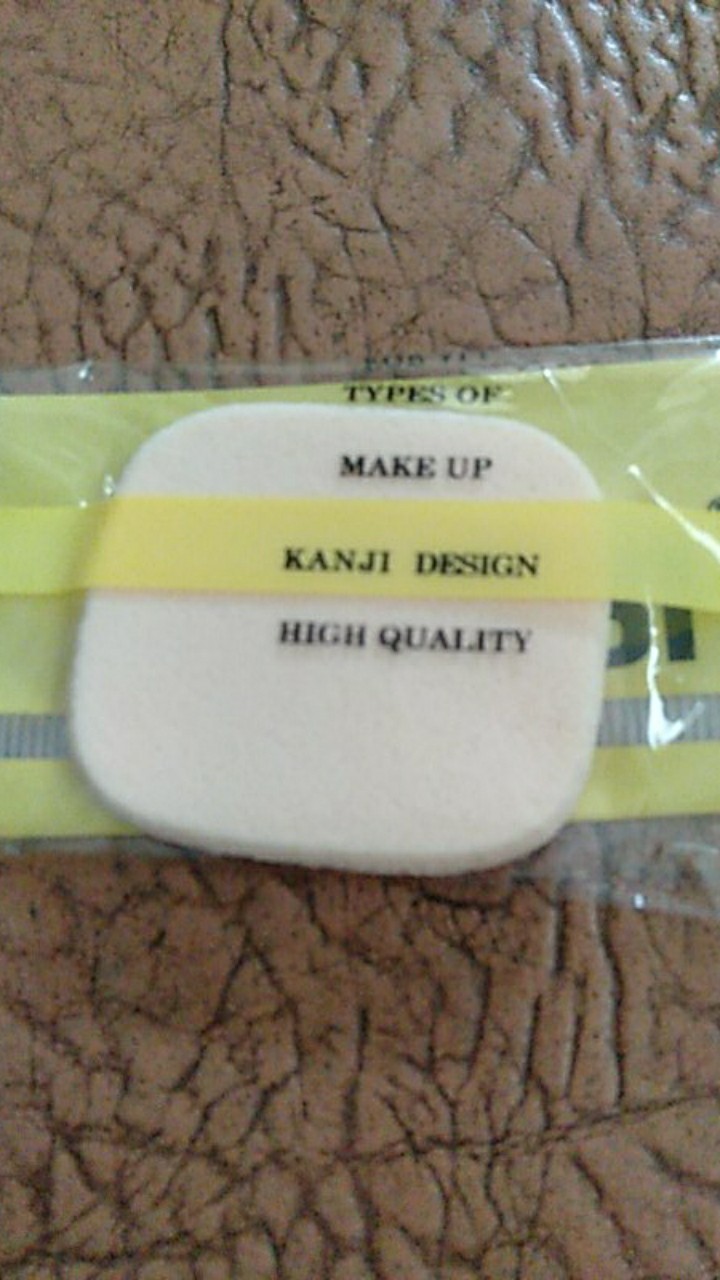 TYPES OF
MAKE UP
KANJI DESIGN
HIGH QUALITY